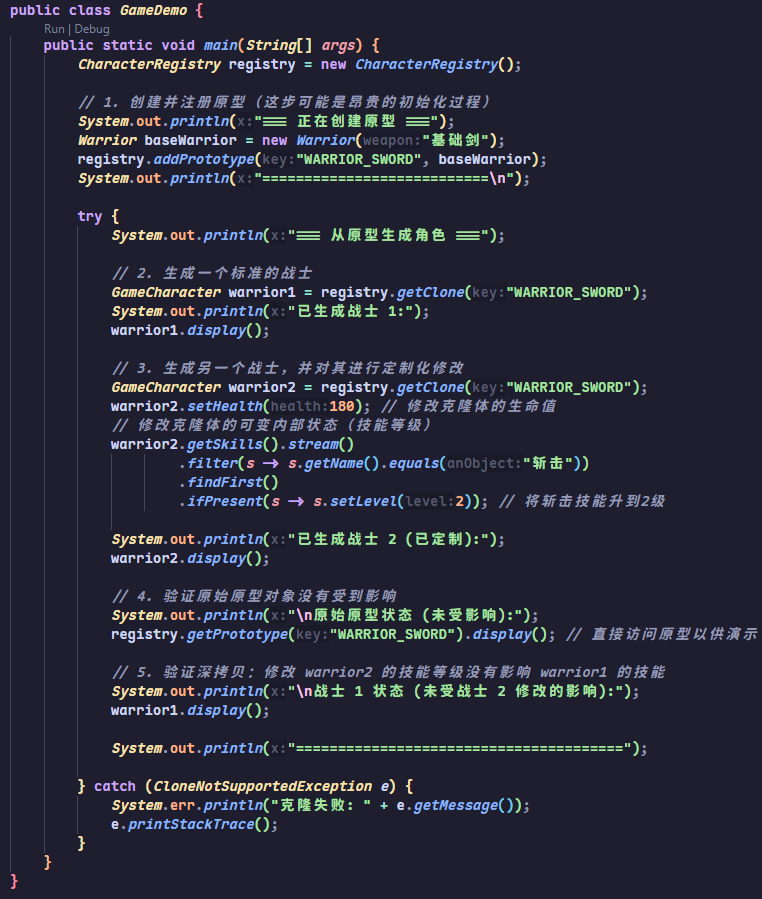 public class GameDemo {
Run | Debug
public static void main(String[] args) {
CharacterRegistry registry = new CharacterRegistry();
// 1. 创建并注册原型（这步可能是昂贵的初始化过程）
System.out.println(x:"=== 正在创建原型 ===");
Warrior baseWarrior = new Warrior(weapon:"基础剑");
registry.addPrototype(key:"WARRIOR_SWORD", baseWarrior);
System.out.println(x:"===========================\n");
try {
System.out.println(x:"=== 从原型生成角色 ===");
// 2. 生成一个标准的战士
GameCharacter warrior1 = registry.getClone(key:"WARRIOR_SWORD");
System.out.println(x:"已生成战士 1:");
warrior1.display();
// 3. 生成另一个战士，并对其进行定制化修改
GameCharacter warrior2 = registry.getClone(key:"WARRIOR_SWORD");
warrior2.setHealth(health:180); // 修改克隆体的生命值
// 修改克隆体的可变内部状态（技能等级）
warrior2.getSkills().stream()
.filter(s -> s.getName().equals(anObject:"斩击"))
.findFirst()
.ifPresent(s -> s.setLevel(level:2)); // 将斩击技能升到2级
System.out.println(x:"已生成战士 2 (已定制):");
warrior2.display();
// 4. 验证原始原型对象没有受到影响
System.out.println(x:"\n原始原型状态 (未受影响):");
registry.getPrototype(key:"WARRIOR_SWORD").display(); // 直接访问原型以供演示
// 5. 验证深拷贝：修改 warrior2 的技能等级没有影响 warrior1 的技能
System.out.println(x:"\n战士 1 状态 (未受战士 2 修改的影响):");
warrior1.display();
System.out.println(x:"=======================================");
} catch (CloneNotSupportedException e) {
System.err.println("克隆失败: " + e.getMessage());
e.printStackTrace();
}
}
}